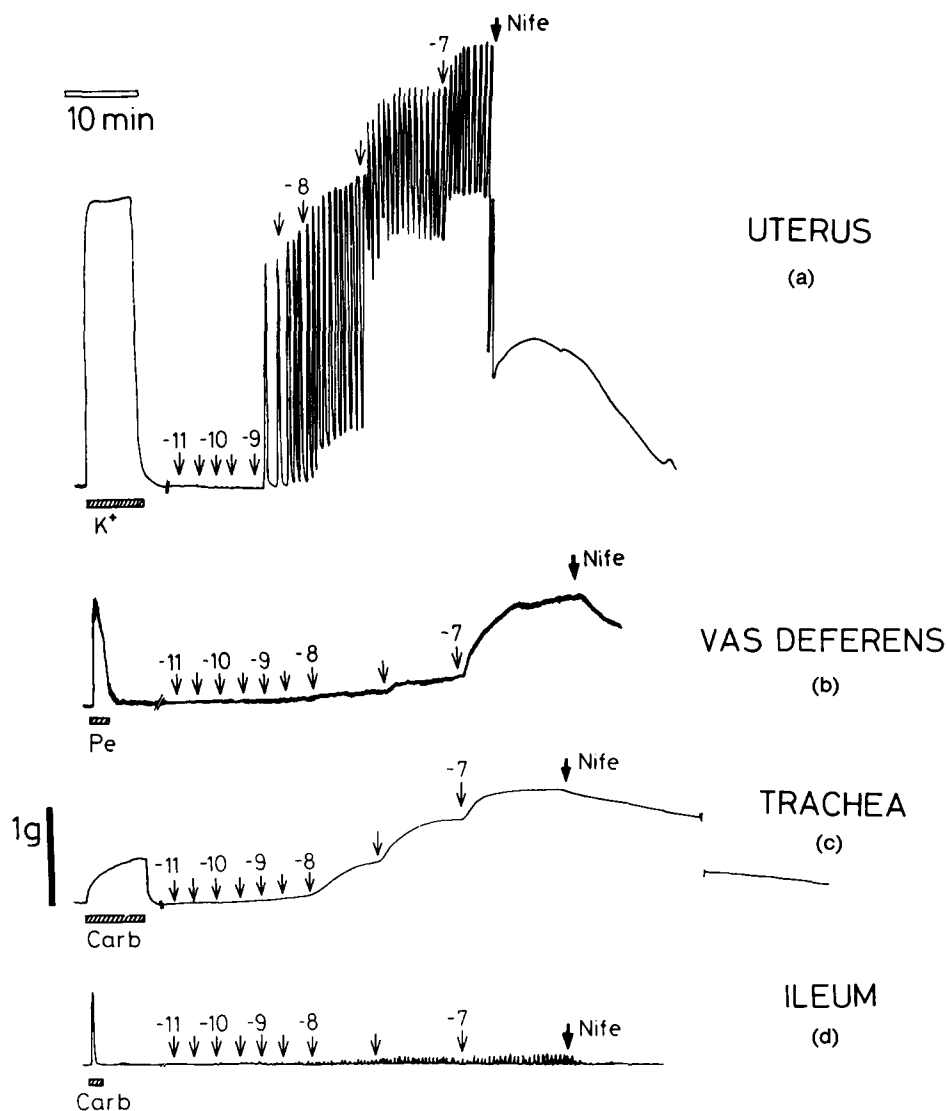 Nife
-7
10 min
-8
UTERUS
(a)
-11 -10 -9
K⁺
Nife
VAS DEFERENS
-11 -10 -9 -8 -7
(b)
Pe
Nife
-7
TRACHEA
1g
(c)
-11 -10 -9 -8
Carb
ILEUM
-11 -10 -9 -8 -7 Nife
(d)
Carb